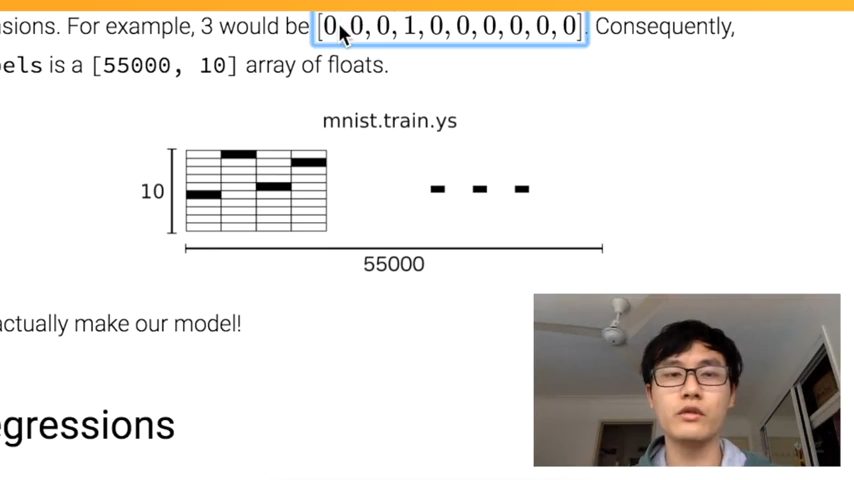 sions. For example, 3 would be [0, 0, 0, 1, 0, 0, 0, 0, 0, 0]. Consequently,
els is a [55000, 10] array of floats.
mnist.train.ys
10
55000
actually make our model!
egressions